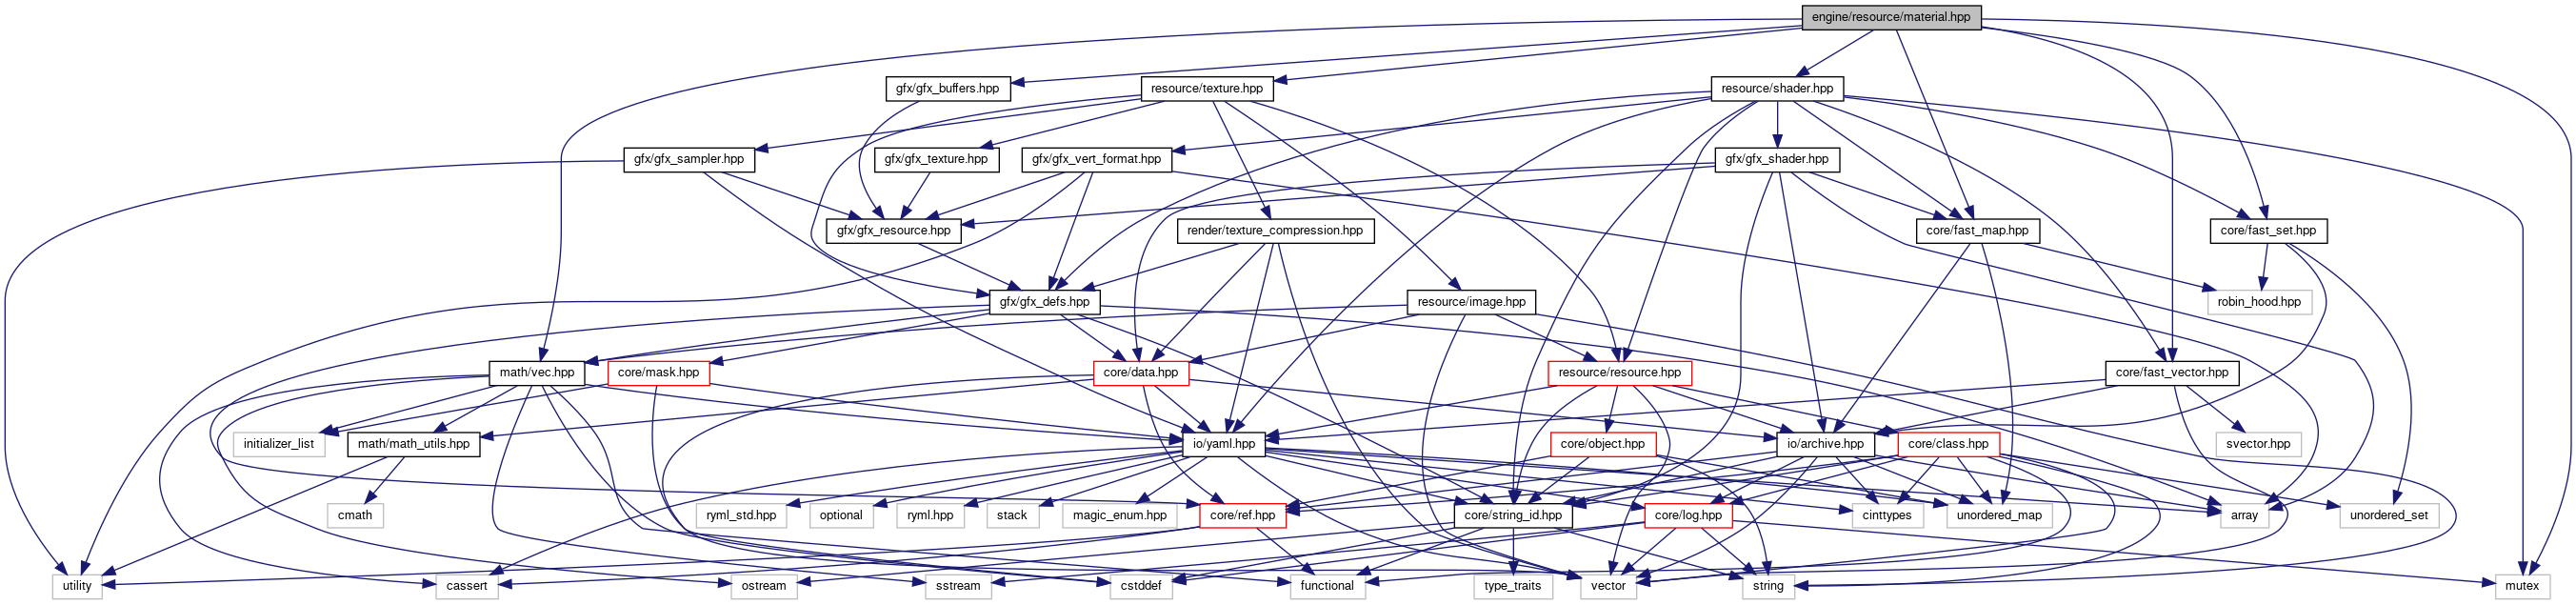 engine/resource/material.hpp
gfx/gfx_buffers.hpp
resource/texture.hpp
resource/shader.hpp
gfx/gfx_sampler.hpp
gfx/gfx_texture.hpp
gfx/gfx_vert_format.hpp
gfx/gfx_shader.hpp
gfx/gfx_resource.hpp
render/texture_compression.hpp
core/fast_map.hpp
core/fast_set.hpp
gfx/gfx_defs.hpp
resource/image.hpp
robin_hood.hpp
math/vec.hpp
core/mask.hpp
core/data.hpp
resource/resource.hpp
core/fast_vector.hpp
initializer_list
math/math_utils.hpp
io/yaml.hpp
core/object.hpp
io/archive.hpp
core/class.hpp
svector.hpp
cmath
ryml_std.hpp
optional
ryml.hpp
stack
magic_enum.hpp
core/ref.hpp
core/string_id.hpp
core/log.hpp
cinttypes
unordered_map
array
unordered_set
utility
cassert
ostream
sstream
cstddef
functional
type_traits
vector
string
mutex